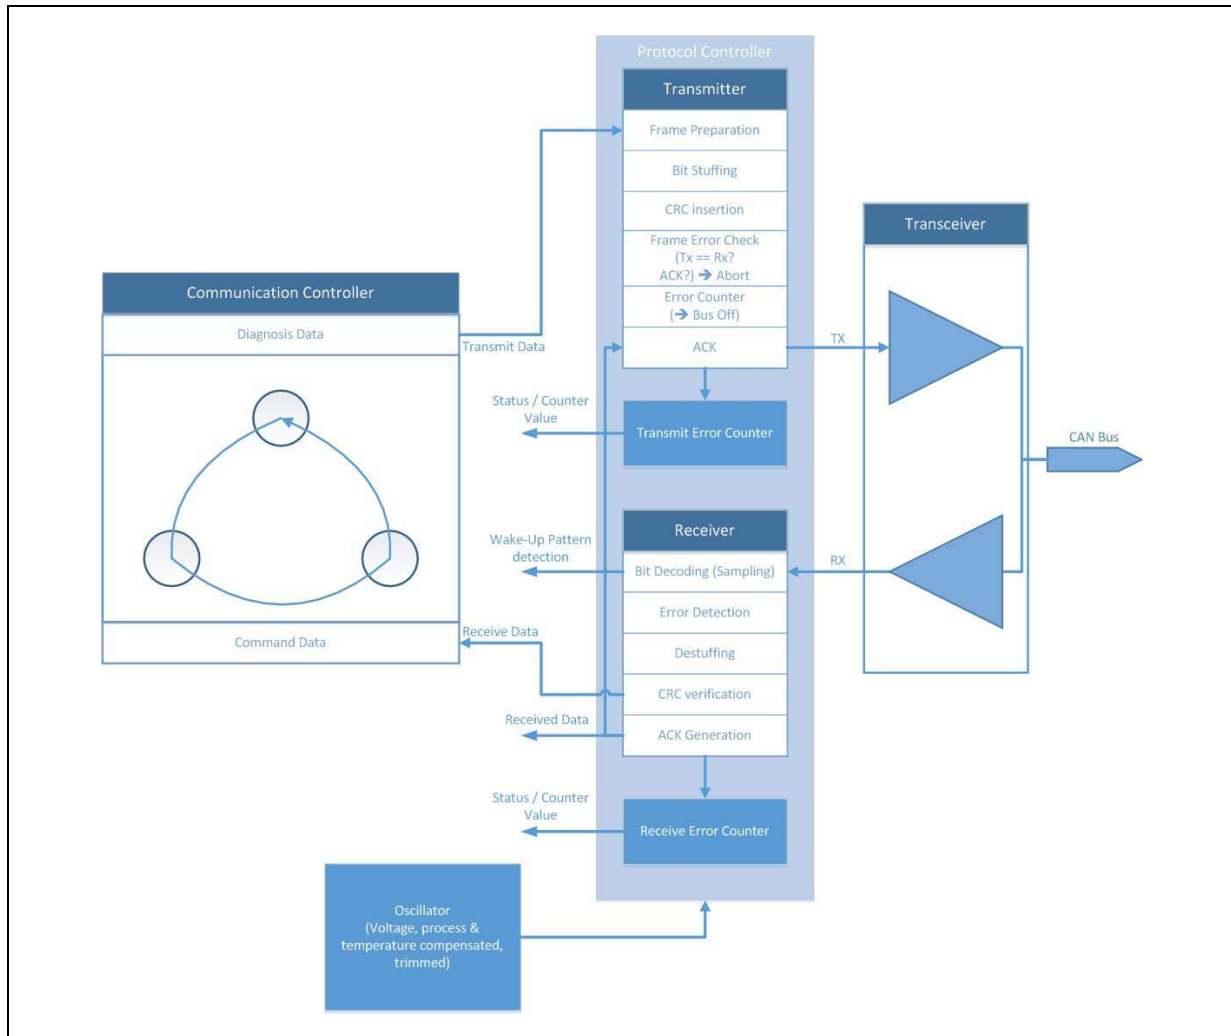 Protocol Controller
Transmitter
Frame Preparation
Bit Stuffing
CRC insertion
Frame Error Check
(Tx == Rx?
ACK?) ➔ Abort
Error Counter
(➔ Bus Off)
ACK
Transmit Error Counter
Communication Controller
Diagnosis Data
Command Data
Transmit Data
Status / Counter
Value
Wake-Up Pattern
detection
Receive Data
Received Data
Status / Counter
Value
Receiver
Bit Decoding (Sampling)
Error Detection
Destuffing
CRC verification
ACK Generation
Receive Error Counter
Transceiver
TX
RX
CAN Bus
Oscillator
(Voltage, process &
temperature compensated,
trimmed)